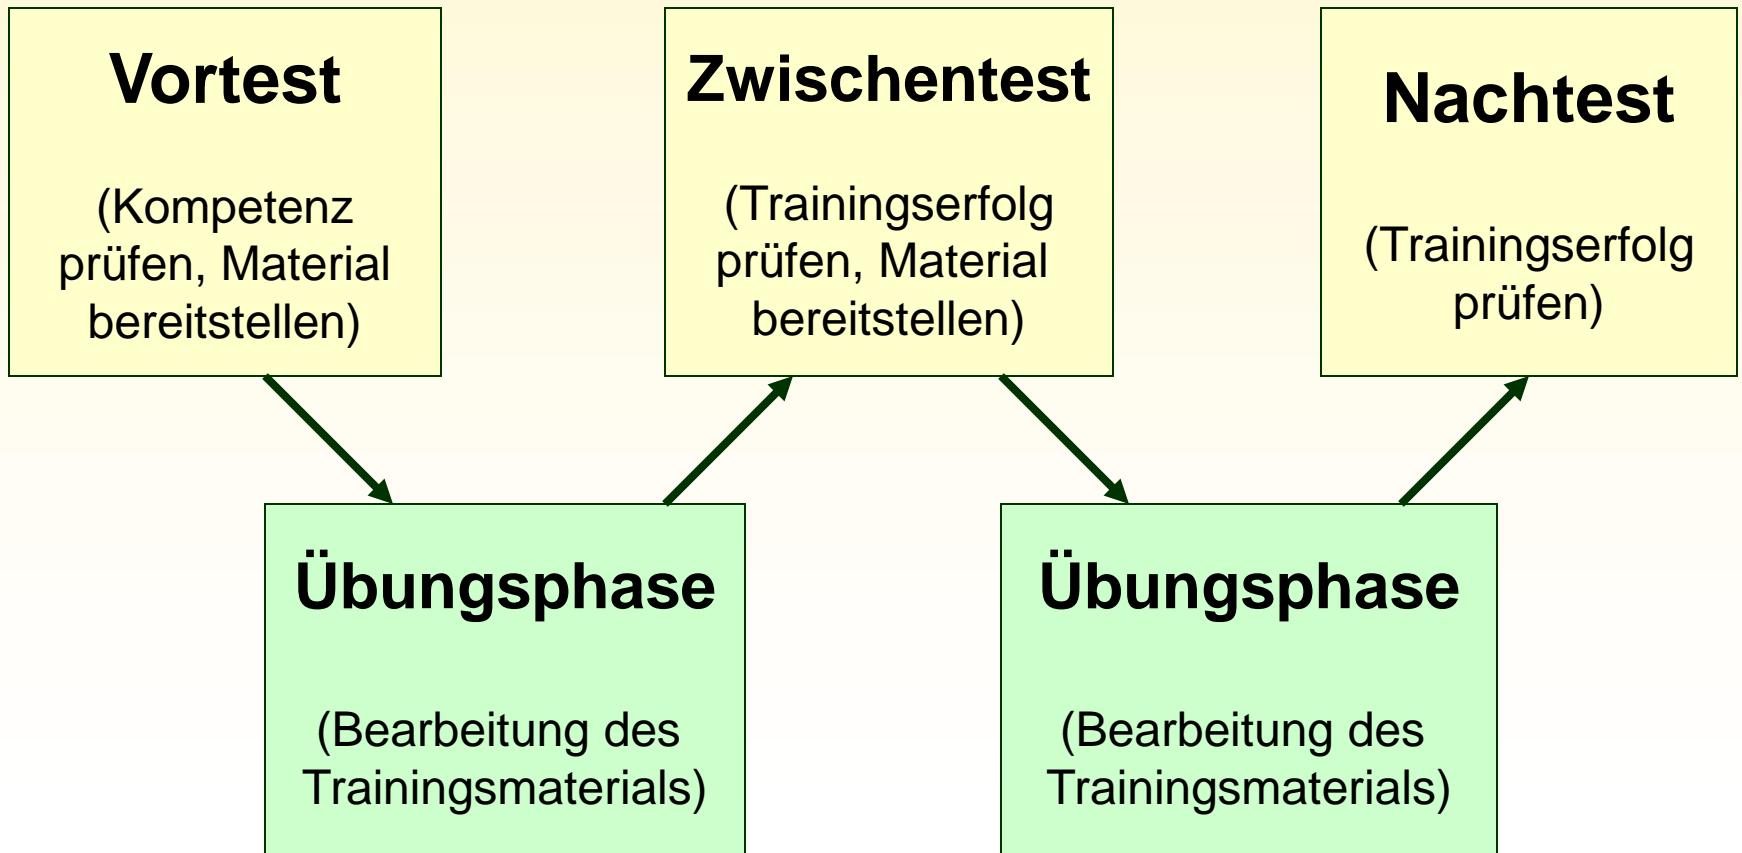 Vortest
(Kompetenz
prüfen, Material
bereitstellen)
Zwischentest
(Trainingserfolg
prüfen, Material
bereitstellen)
Nachtest
(Trainingserfolg
prüfen)
Übungsphase
(Bearbeitung des
Trainingsmaterials)
Übungsphase
(Bearbeitung des
Trainingsmaterials)